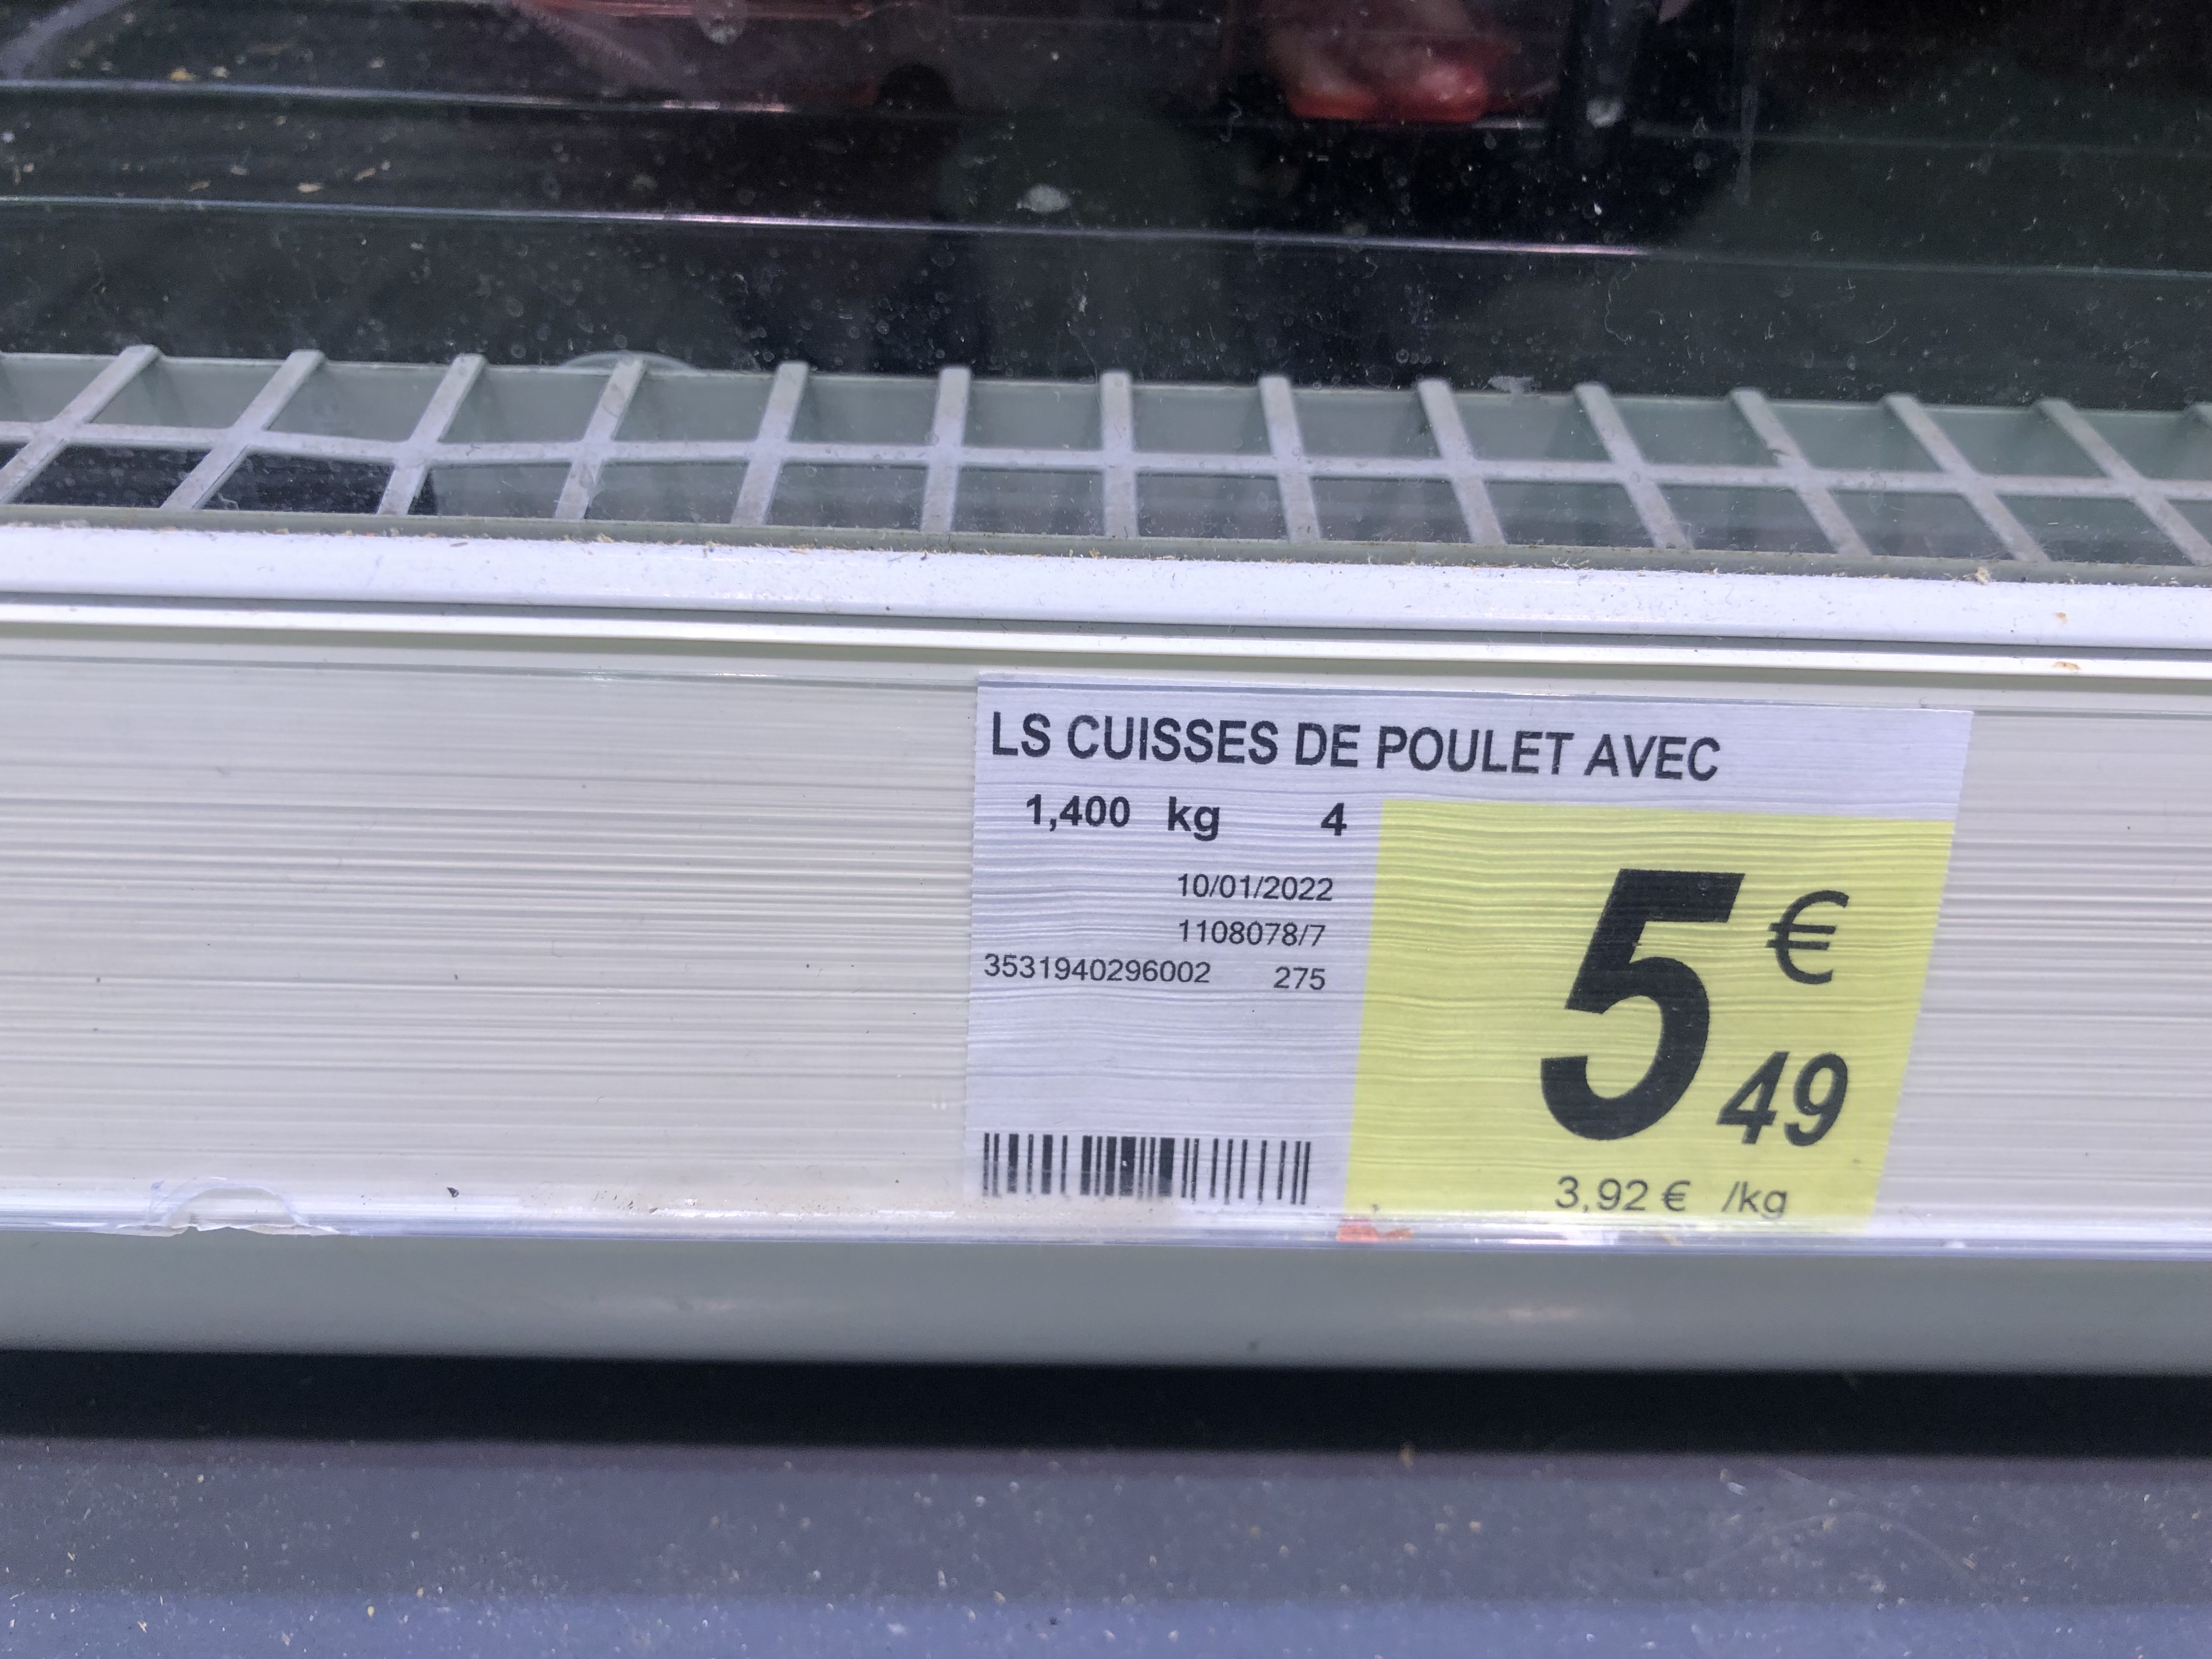 LS CUISSES DE POULET AVEC
1,400 kg 4
10/01/2022
1108078/7
3531940296002 275
5 € 49
3,92 € /kg